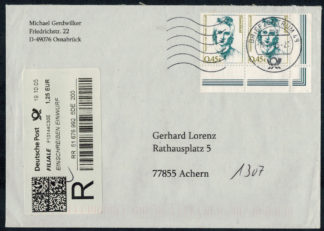 Michael Gerdwilker
Friedrichstr. 22
D-49076 Osnabrück
0,45€
0,45€
Deutsche Post
19.10.05
1,25 EUR
FILIALE
EINSCHREIBEN EINWURF
R
Gerhard Lorenz
Rathausplatz 5
77855 Achern
1307